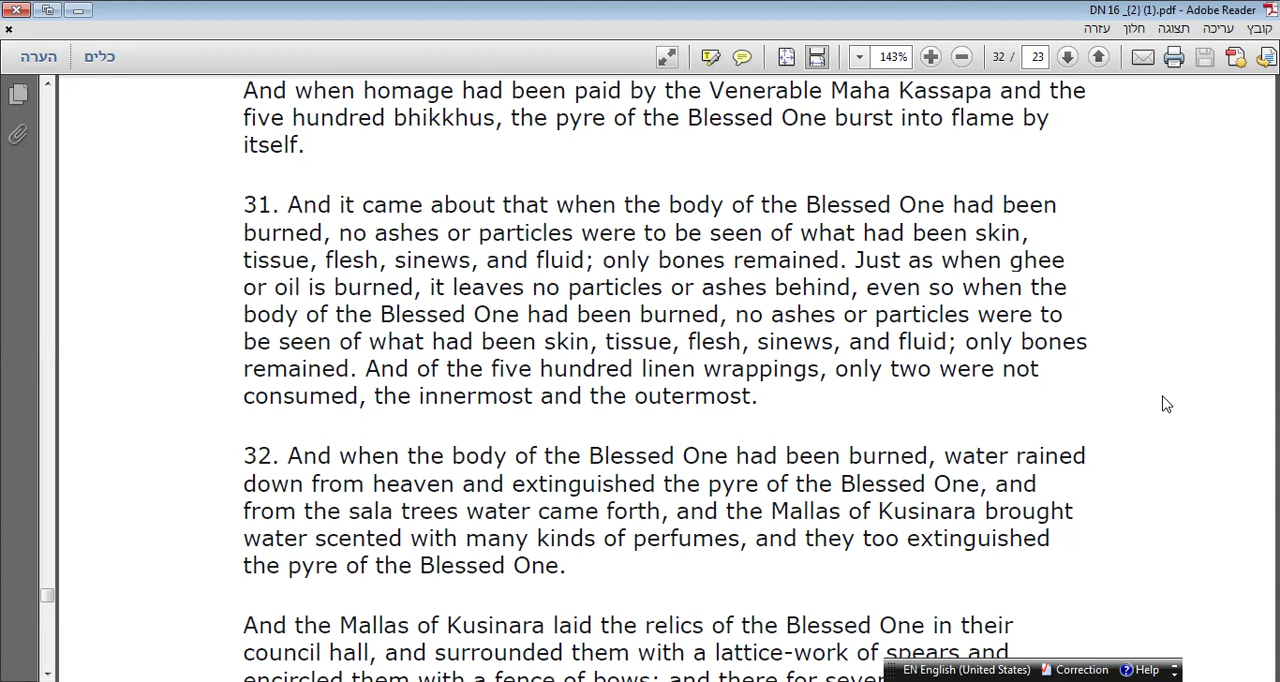 DN 16 _{2} (1).pdf - Adobe Reader
קובץ עריכה תצוגה חלון עזרה
הערה כלים 143% 32 / 23
And when homage had been paid by the Venerable Maha Kassapa and the
five hundred bhikkhus, the pyre of the Blessed One burst into flame by
itself.
31. And it came about that when the body of the Blessed One had been
burned, no ashes or particles were to be seen of what had been skin,
tissue, flesh, sinews, and fluid; only bones remained. Just as when ghee
or oil is burned, it leaves no particles or ashes behind, even so when the
body of the Blessed One had been burned, no ashes or particles were to
be seen of what had been skin, tissue, flesh, sinews, and fluid; only bones
remained. And of the five hundred linen wrappings, only two were not
consumed, the innermost and the outermost.
32. And when the body of the Blessed One had been burned, water rained
down from heaven and extinguished the pyre of the Blessed One, and
from the sala trees water came forth, and the Mallas of Kusinara brought
water scented with many kinds of perfumes, and they too extinguished
the pyre of the Blessed One.
And the Mallas of Kusinara laid the relics of the Blessed One in their
council hall, and surrounded them with a lattice-work of spears and
encircled them with a fence of bows; and there for seve
EN English (United States) Correction Help